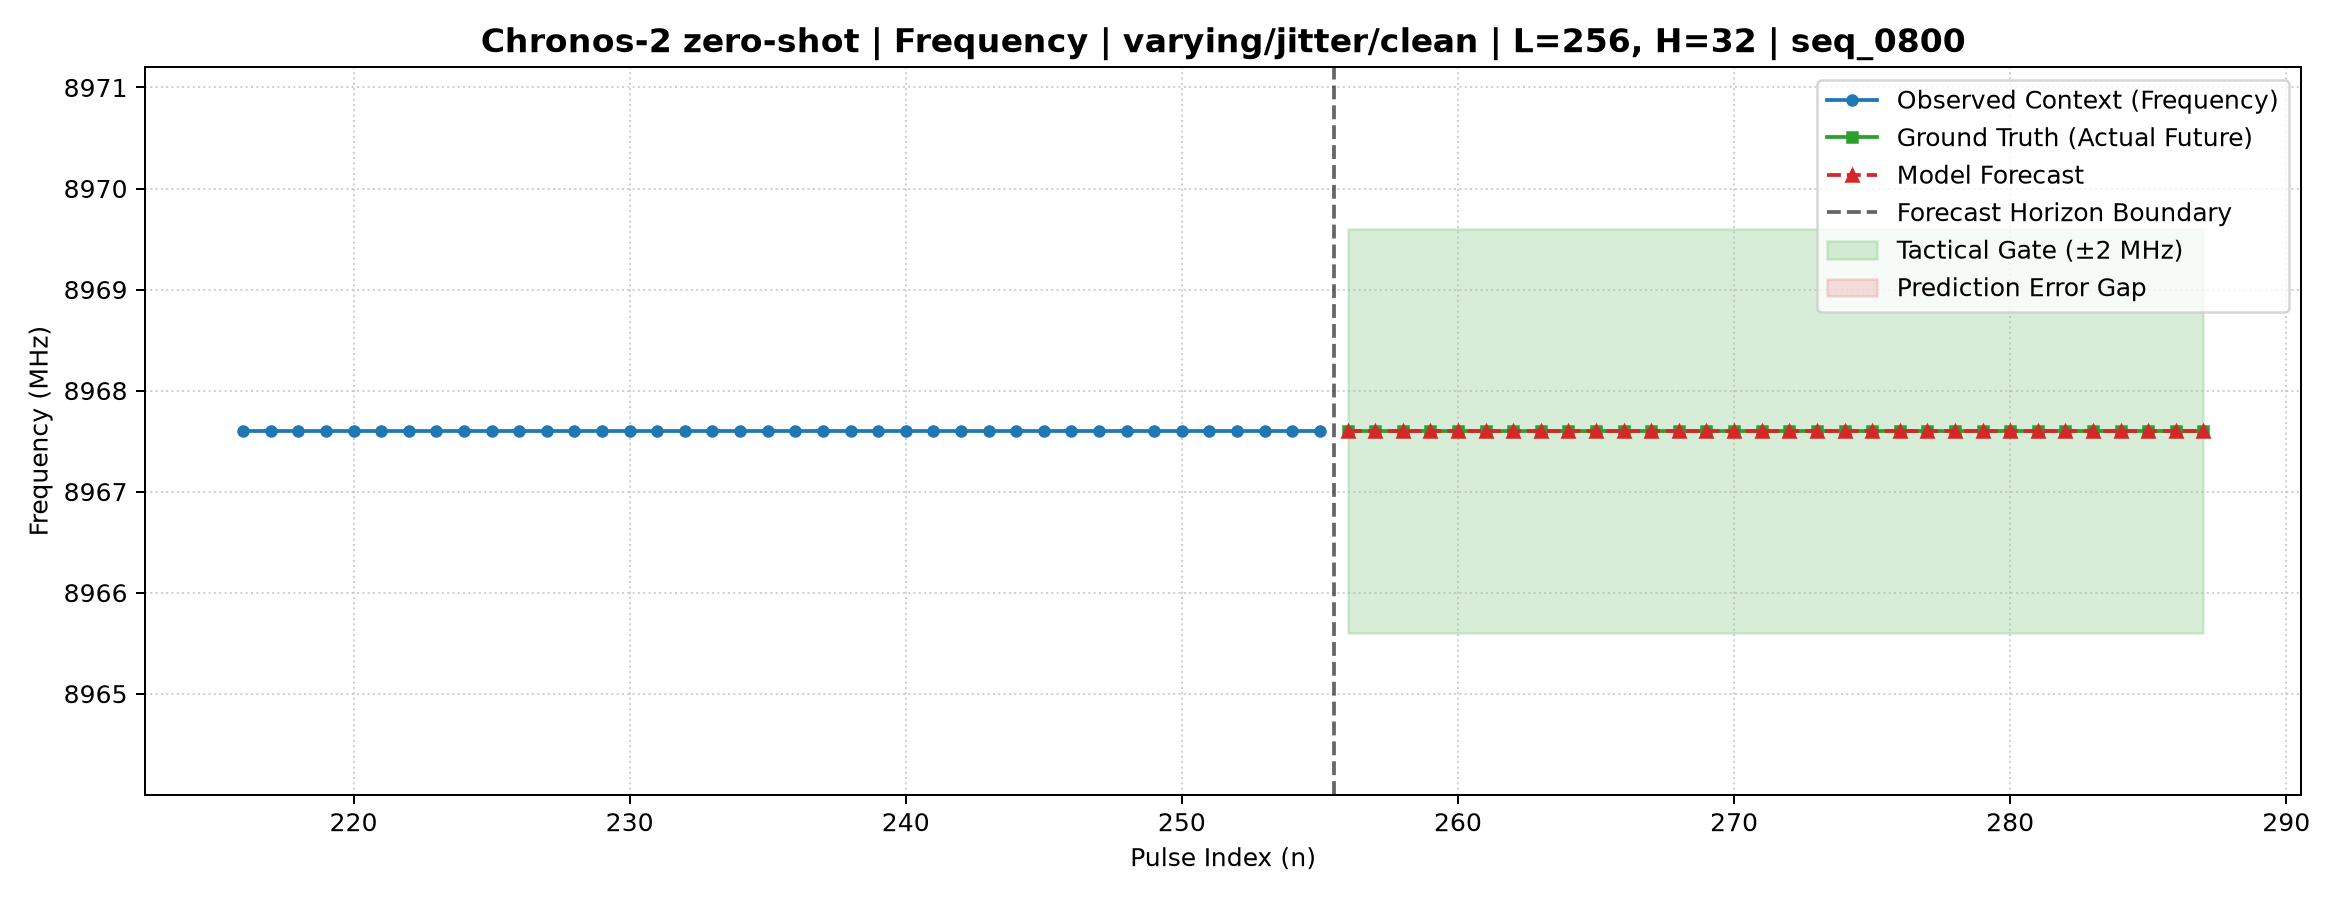 Chronos-2 zero-shot | Frequency | varying/jitter/clean | L=256, H=32 | seq_0800
Observed Context (Frequency)
Ground Truth (Actual Future)
Model Forecast
Forecast Horizon Boundary
Tactical Gate (±2 MHz)
Prediction Error Gap
Frequency (MHz)
8971
8970
8969
8968
8967
8966
8965
220 230 240 250 260 270 280 290
Pulse Index (n)